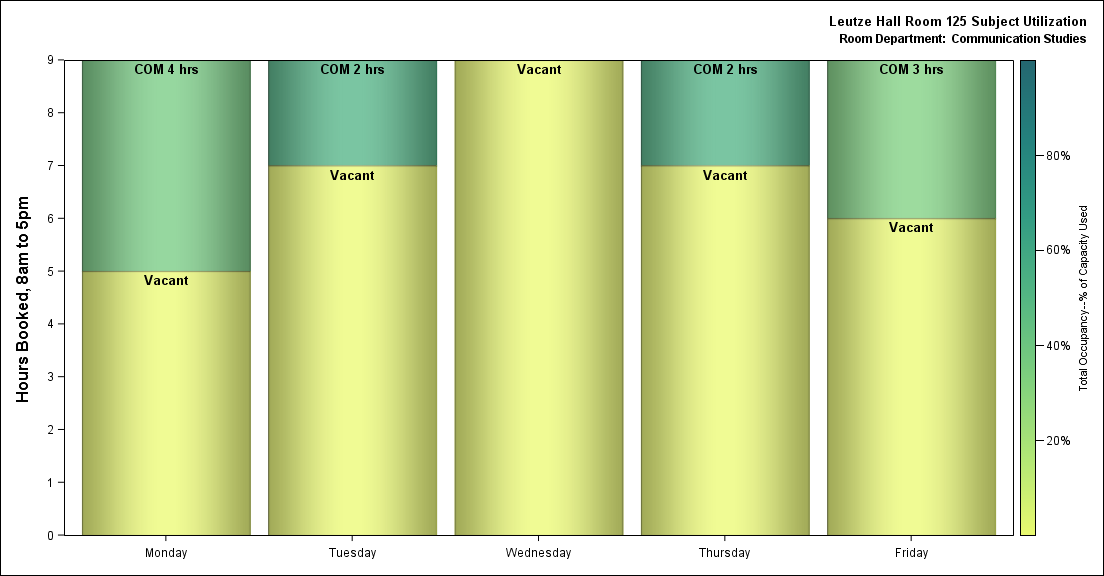 Leutze Hall Room 125 Subject Utilization
Room Department: Communication Studies
Hours Booked, 8am to 5pm
9
8
7
6
5
4
3
2
1
0
COM 4 hrs
Vacant
COM 2 hrs
Vacant
Vacant
COM 2 hrs
Vacant
COM 3 hrs
Vacant
Monday
Tuesday
Wednesday
Thursday
Friday
80%
60%
40%
20%
Total Occupancy--% of Capacity Used